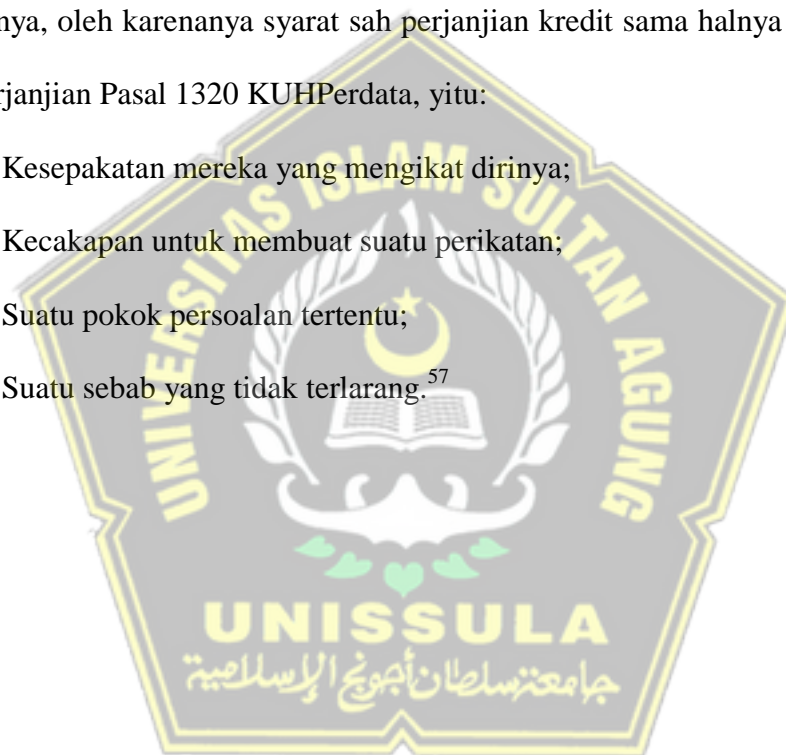 nya, oleh karenanya syarat sah perjanjian kredit sama halnya
rjanjian Pasal 1320 KUHPerdata, yitu:
Kesepakatan mereka yang mengikat dirinya;
Kecakapan untuk membuat suatu perikatan;
Suatu pokok persoalan tertentu;
Suatu sebab yang tidak terlarang.57
UNIVERSITAS ISLAM SULTAN AGUNG
UNISSULA
جامعة سلطان أجونج الإسلامية